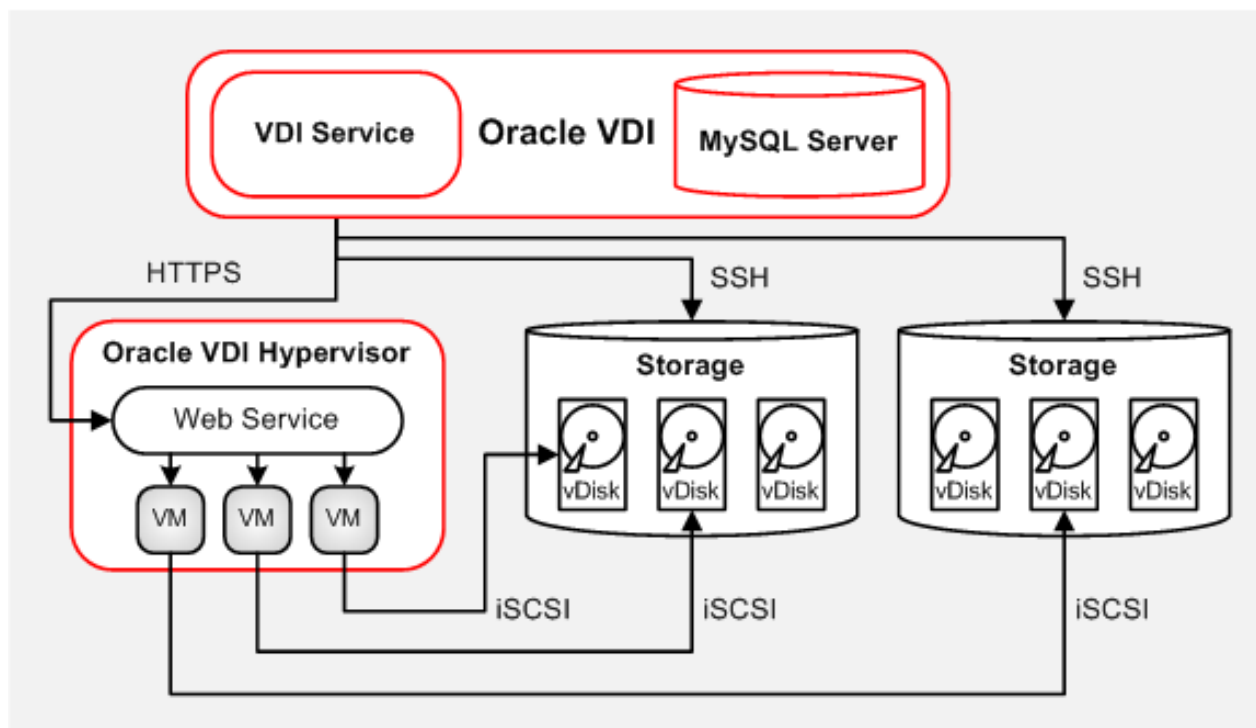 VDI Service
Oracle VDI
MySQL Server
HTTPS
SSH
SSH
Oracle VDI Hypervisor
Web Service
VM
VM
VM
Storage
vDisk
vDisk
vDisk
Storage
vDisk
vDisk
vDisk
iSCSI
iSCSI
iSCSI